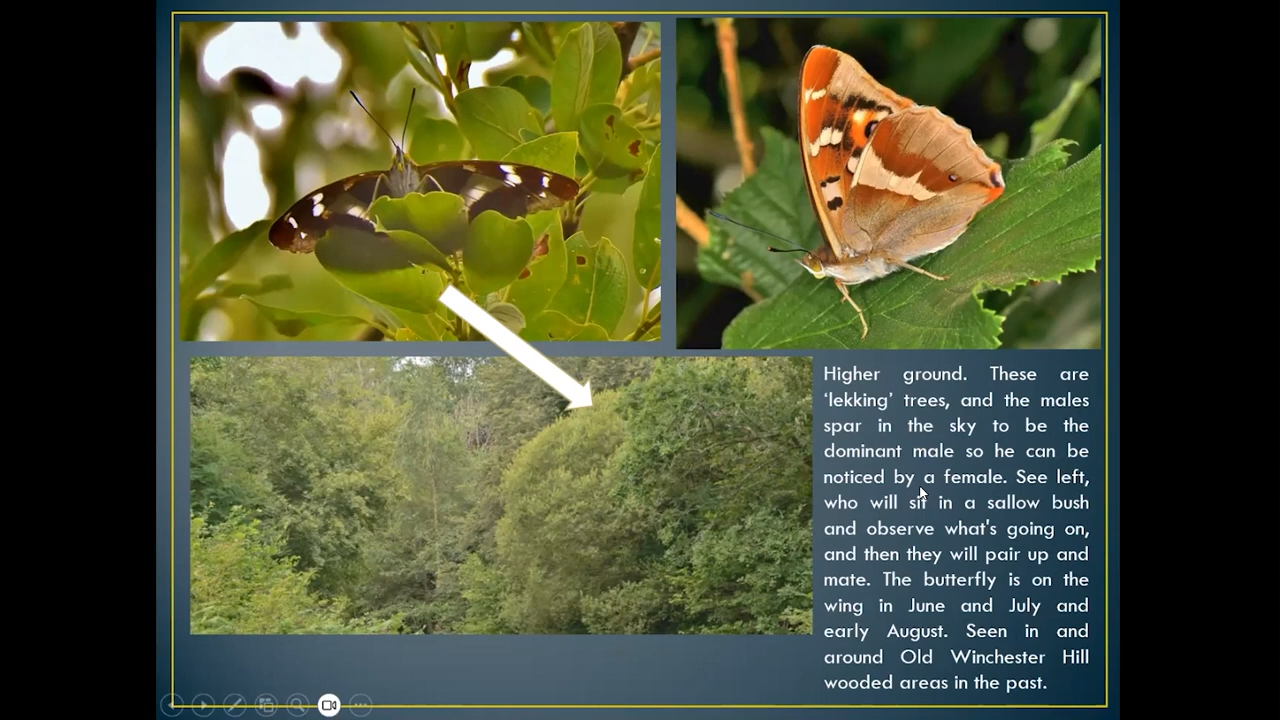 Higher ground. These are
‘lekking’ trees, and the males
spar in the sky to be the
dominant male so he can be
noticed by a female. See left,
who will sit in a sallow bush
and observe what's going on,
and then they will pair up and
mate. The butterfly is on the
wing in June and July and
early August. Seen in and
around Old Winchester Hill
wooded areas in the past.